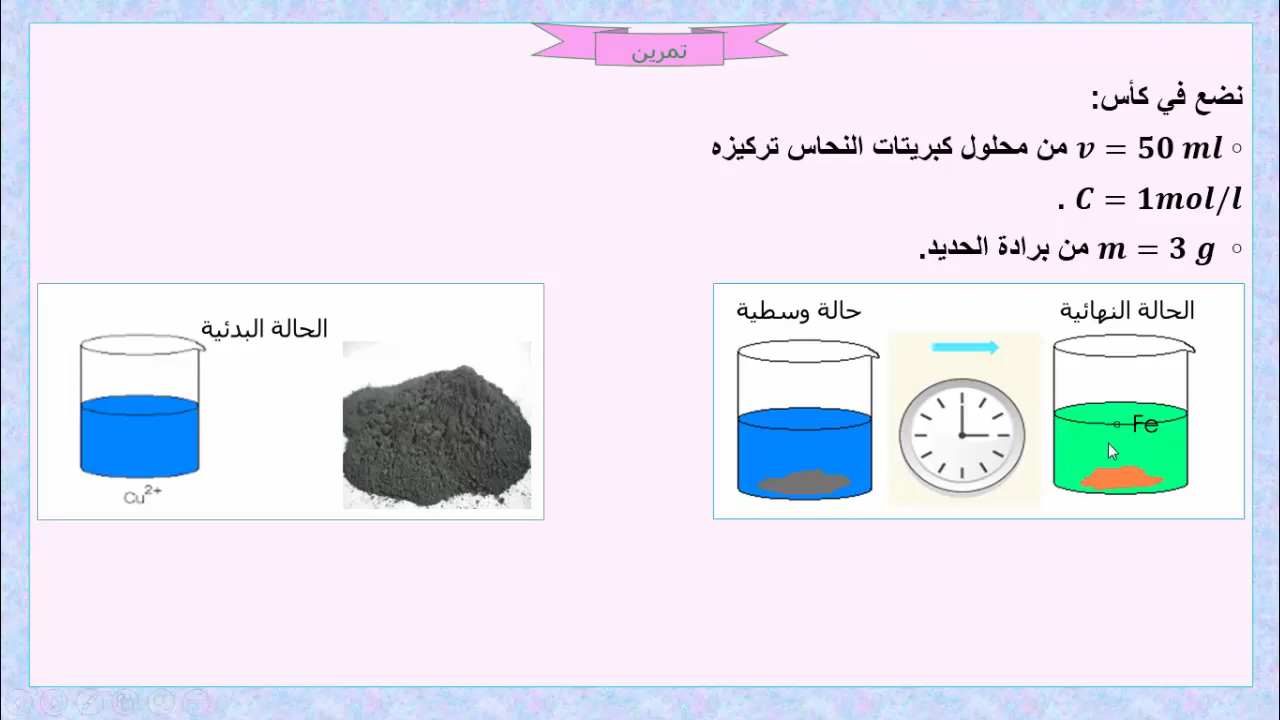 تمرين
نضع في كأس:
○ v = 50 ml من محلول كبريتات النحاس تركيزه
C = 1mol/l .
○ m = 3 g من برادة الحديد.
الحالة البدئية
Cu²⁺
حالة وسطية
الحالة النهائية
Fe